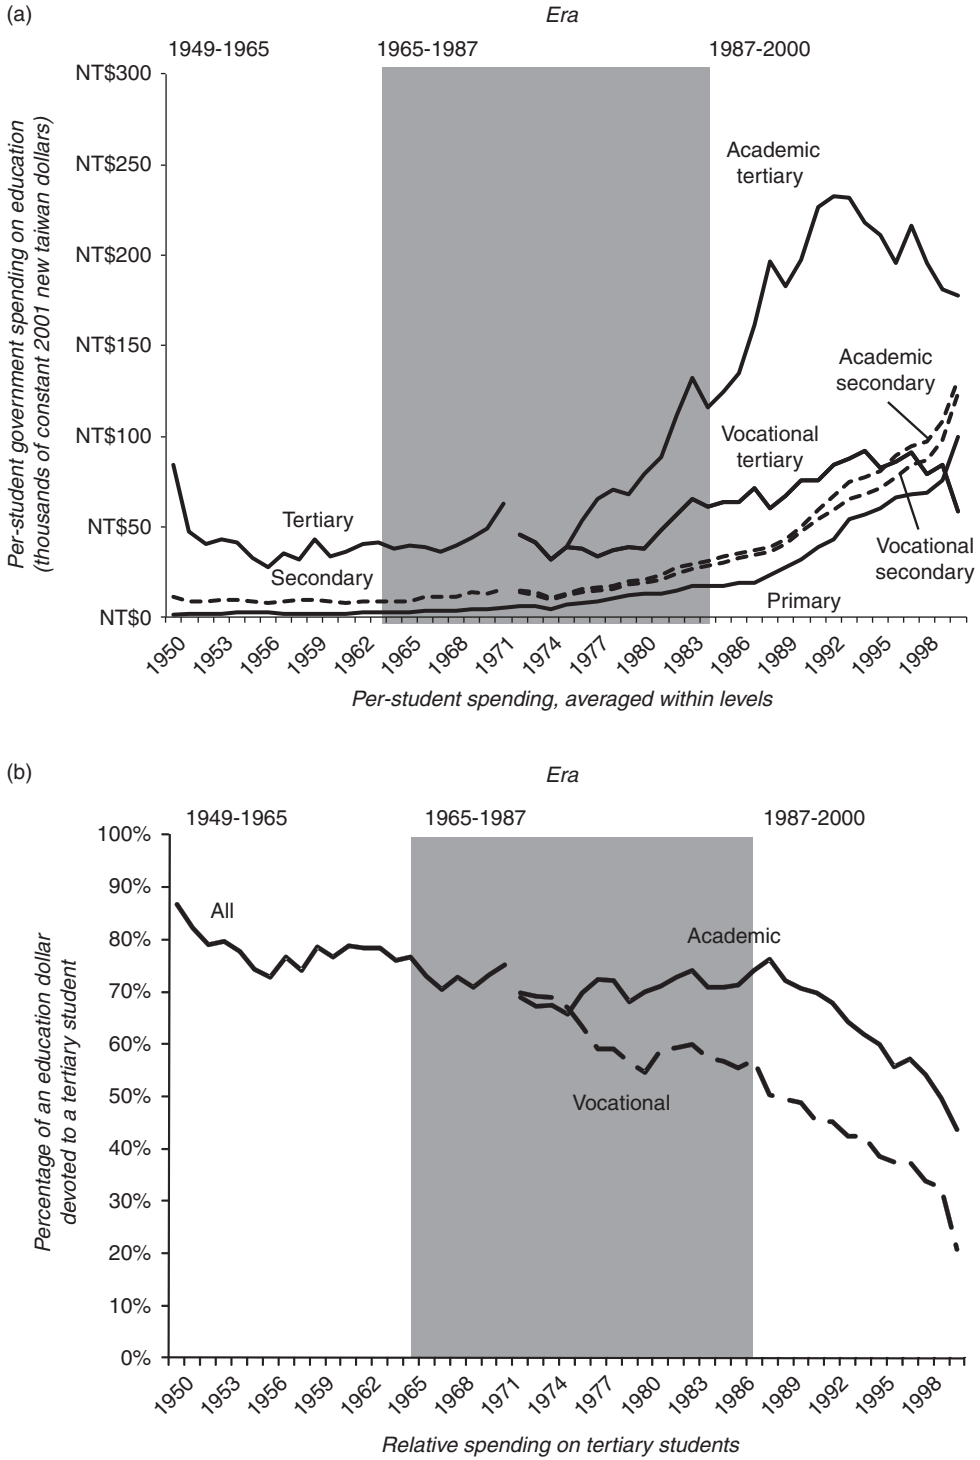 (a)
Era
1949-1965
1965-1987
1987-2000
Per-student government spending on education
(thousands of constant 2001 new taiwan dollars)
NT$300
NT$250
NT$200
NT$150
NT$100
NT$50
NT$0
Academic
tertiary
Academic
secondary
Vocational
tertiary
Tertiary
Secondary
Vocational
secondary
Primary
1950
1953
1956
1959
1962
1965
1968
1971
1974
1977
1980
1983
1986
1989
1992
1995
1998
Per-student spending, averaged within levels
(b)
Era
1949-1965
1965-1987
1987-2000
Percentage of an education dollar
devoted to a tertiary student
100%
90%
80%
70%
60%
50%
40%
30%
20%
10%
0%
All
Academic
Vocational
1950
1953
1956
1959
1962
1965
1968
1971
1974
1977
1980
1983
1986
1989
1992
1995
1998
Relative spending on tertiary students